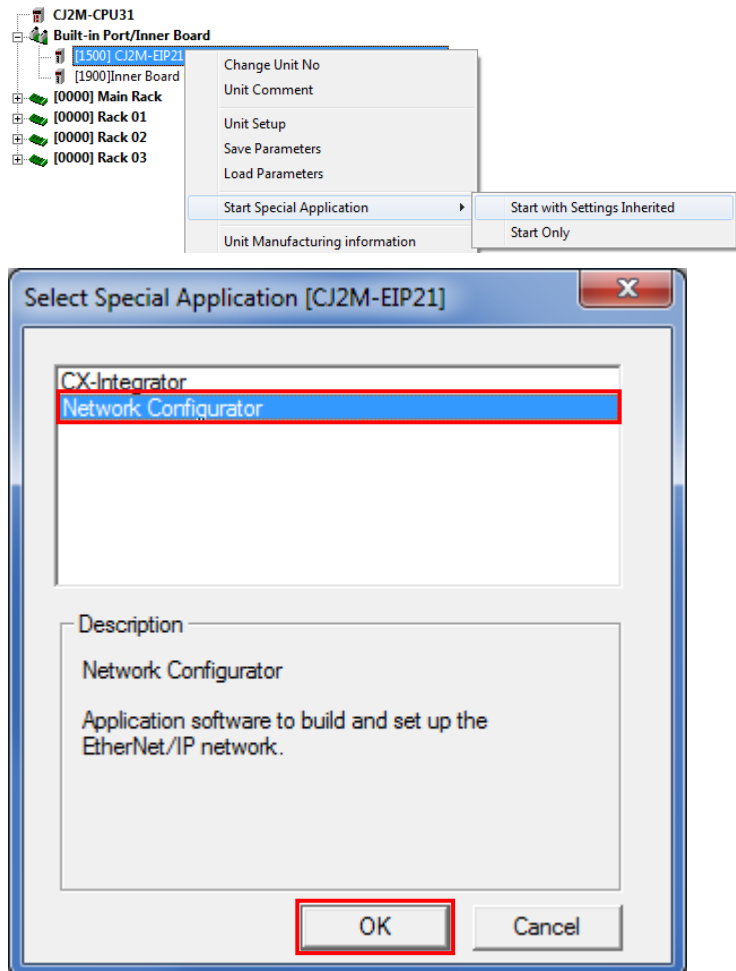 CJ2M-CPU31
Built-in Port/Inner Board
[1500] CJ2M-EIP21
[1900]Inner Board
[0000] Main Rack
[0000] Rack 01
[0000] Rack 02
[0000] Rack 03
Change Unit No
Unit Comment
Unit Setup
Save Parameters
Load Parameters
Start Special Application
Unit Manufacturing information
Start with Settings Inherited
Start Only
Select Special Application [CJ2M-EIP21]
CX-Integrator
Network Configurator
Description
Network Configurator
Application software to build and set up the
EtherNet/IP network.
OK Cancel